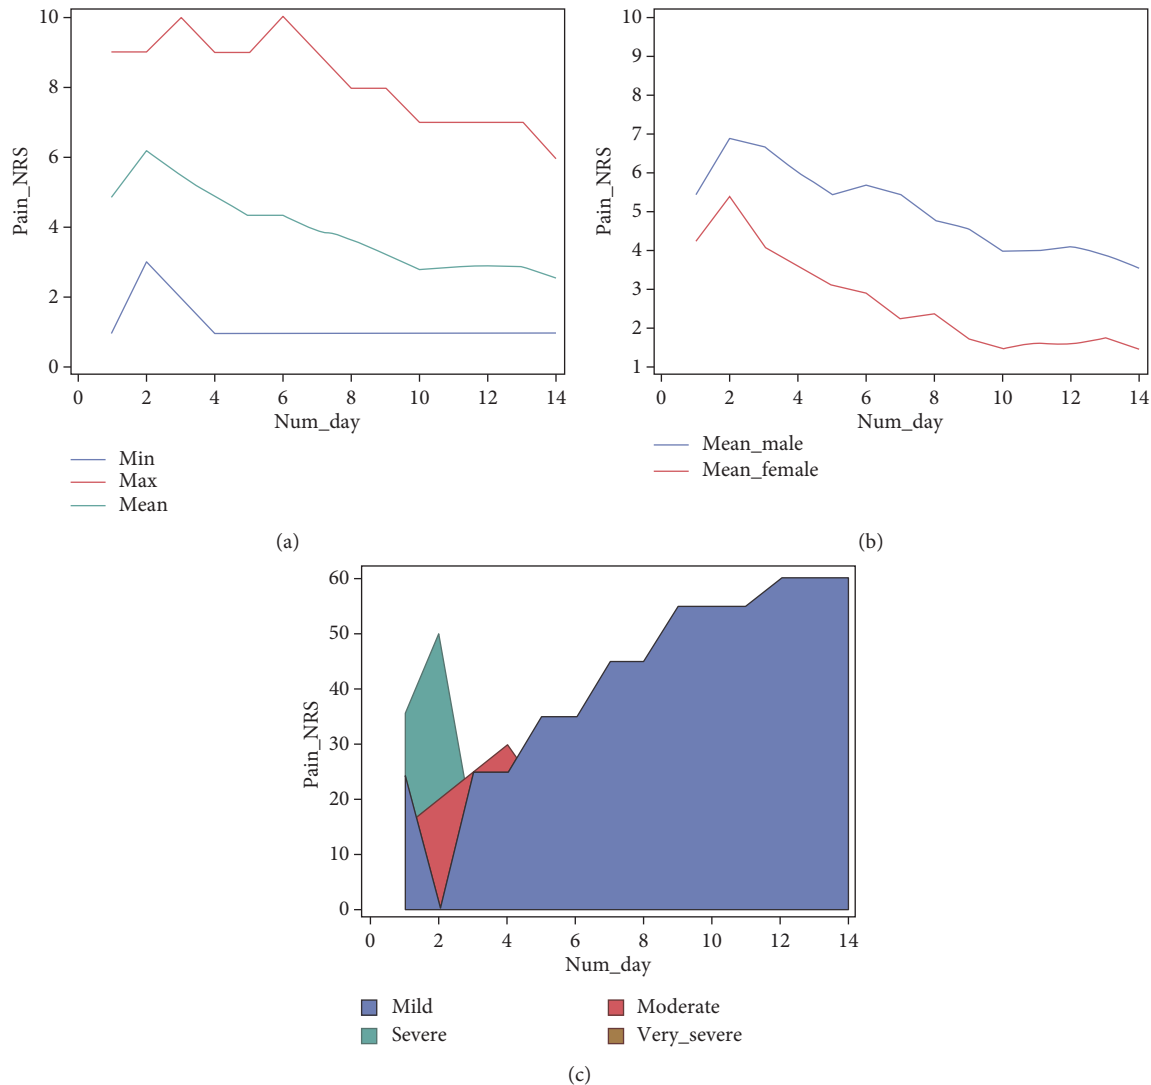 10
8
6
4
2
0
Pain_NRS
0 2 4 6 8 10 12 14
Num_day
Min
Max
Mean
(a)
10
9
8
7
6
5
4
3
2
1
Pain_NRS
0 2 4 6 8 10 12 14
Num_day
Mean_male
Mean_female
(b)
60
50
40
30
20
10
0
Pain_NRS
0 2 4 6 8 10 12 14
Num_day
Mild
Severe
Moderate
Very_severe
(c)